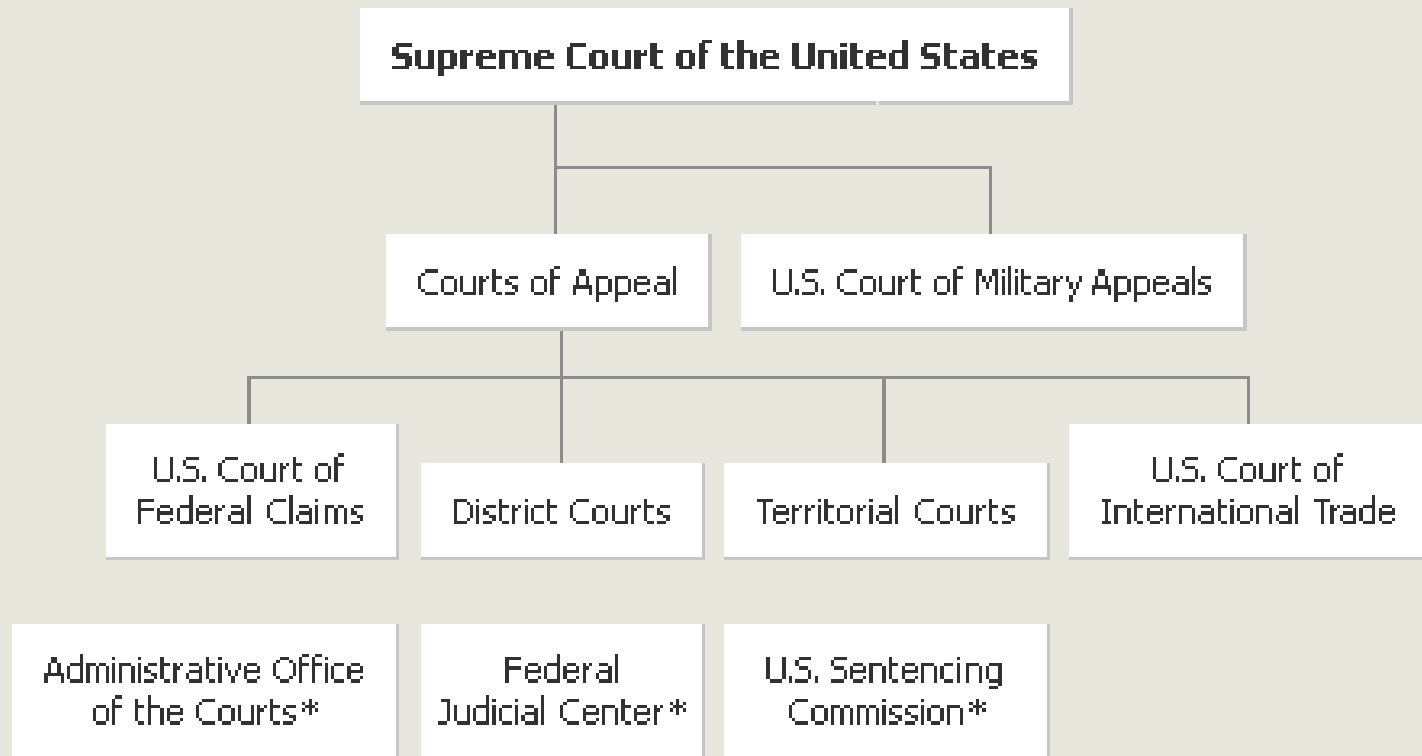 Supreme Court of the United States
Courts of Appeal
U.S. Court of Military Appeals
U.S. Court of
Federal Claims
District Courts
Territorial Courts
U.S. Court of
International Trade
Administrative Office
of the Courts*
Federal
Judicial Center*
U.S. Sentencing
Commission*